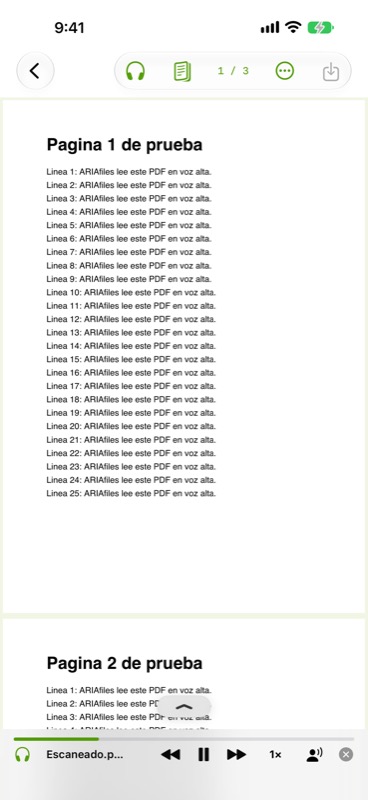 9:41
1 / 3
Pagina 1 de prueba
Linea 1: ARIAfiles lee este PDF en voz alta.
Linea 2: ARIAfiles lee este PDF en voz alta.
Linea 3: ARIAfiles lee este PDF en voz alta.
Linea 4: ARIAfiles lee este PDF en voz alta.
Linea 5: ARIAfiles lee este PDF en voz alta.
Linea 6: ARIAfiles lee este PDF en voz alta.
Linea 7: ARIAfiles lee este PDF en voz alta.
Linea 8: ARIAfiles lee este PDF en voz alta.
Linea 9: ARIAfiles lee este PDF en voz alta.
Linea 10: ARIAfiles lee este PDF en voz alta.
Linea 11: ARIAfiles lee este PDF en voz alta.
Linea 12: ARIAfiles lee este PDF en voz alta.
Linea 13: ARIAfiles lee este PDF en voz alta.
Linea 14: ARIAfiles lee este PDF en voz alta.
Linea 15: ARIAfiles lee este PDF en voz alta.
Linea 16: ARIAfiles lee este PDF en voz alta.
Linea 17: ARIAfiles lee este PDF en voz alta.
Linea 18: ARIAfiles lee este PDF en voz alta.
Linea 19: ARIAfiles lee este PDF en voz alta.
Linea 20: ARIAfiles lee este PDF en voz alta.
Linea 21: ARIAfiles lee este PDF en voz alta.
Linea 22: ARIAfiles lee este PDF en voz alta.
Linea 23: ARIAfiles lee este PDF en voz alta.
Linea 24: ARIAfiles lee este PDF en voz alta.
Linea 25: ARIAfiles lee este PDF en voz alta.
Pagina 2 de prueba
Linea 1: ARIAfiles lee este PDF en voz alta.
Linea 2: ARIAfiles lee este
Linea 3: ARIAfiles lee este PDF en voz alta.
Escaneado.p...
1x